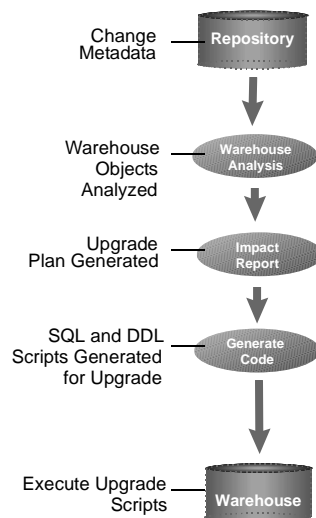 Change
Metadata
Repository
Warehouse
Objects
Analyzed
Warehouse
Analysis
Upgrade
Plan Generated
Impact
Report
SQL and DDL
Scripts Generated
for Upgrade
Generate
Code
Execute Upgrade
Scripts
Warehouse